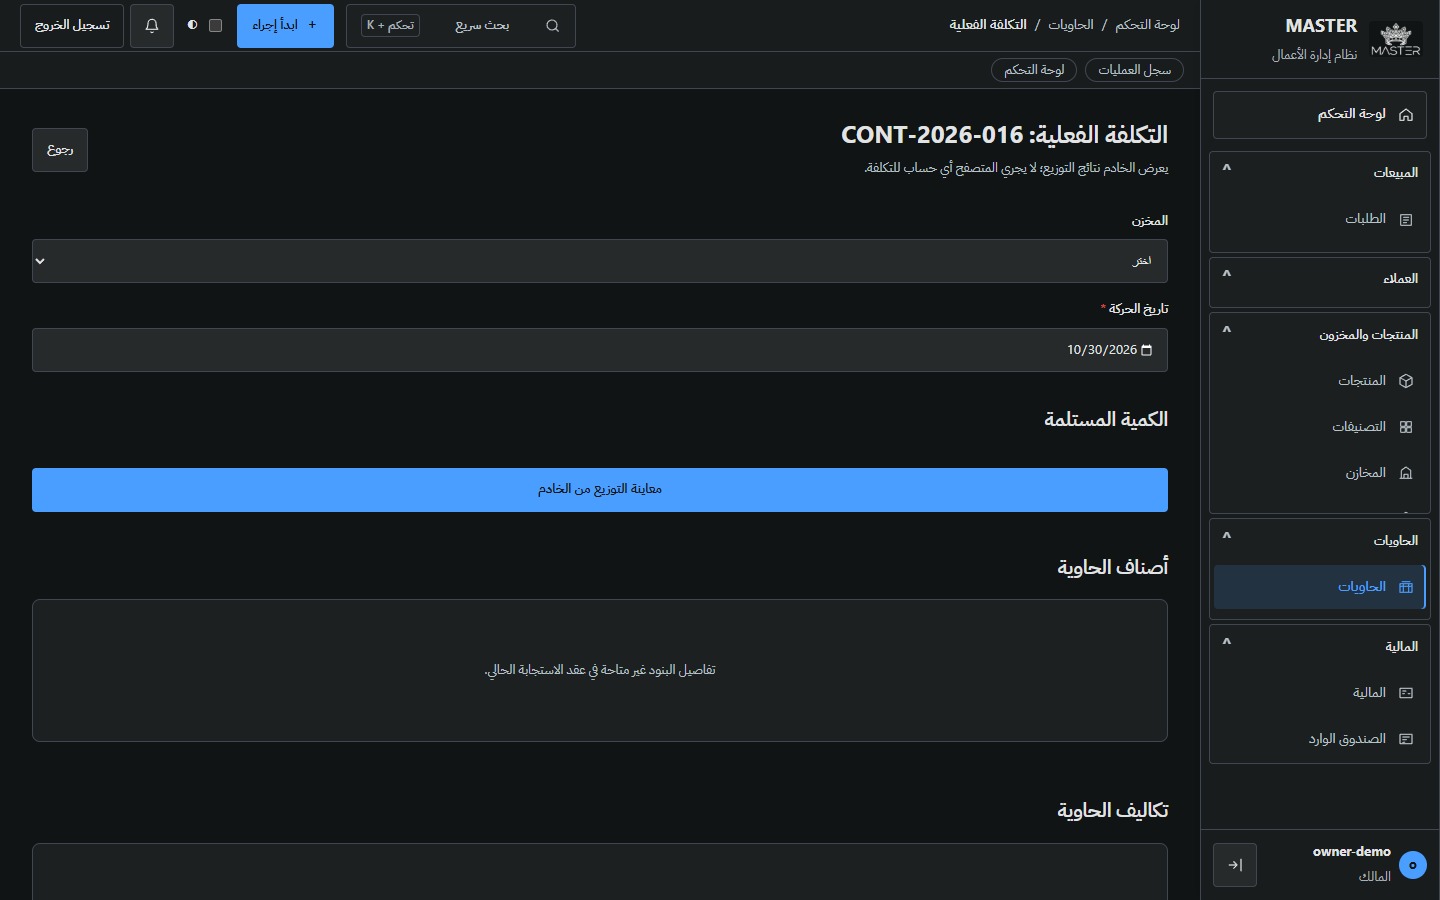 MASTER
نظام إدارة الأعمال
MASTER
لوحة التحكم
المبيعات
الطلبات
العملاء
المنتجات والمخزون
المنتجات
التصنيفات
المخازن
الحاويات
الحاويات
المالية
المالية
الصندوق الوارد
owner-demo
المالك
o
لوحة التحكم / الحاويات / التكلفة الفعلية
بحث سريع تحكم + K
+ ابدأ إجراء
تسجيل الخروج
سجل العمليات
لوحة التحكم
التكلفة الفعلية: CONT-2026-016
يعرض الخادم نتائج التوزيع؛ لا يجري المتصفح أي حساب للتكلفة.
رجوع
المخزن
اختر
تاريخ الحركة *
10/30/2026
الكمية المستلمة
معاينة التوزيع من الخادم
أصناف الحاوية
تفاصيل البنود غير متاحة في عقد الاستجابة الحالي.
تكاليف الحاوية